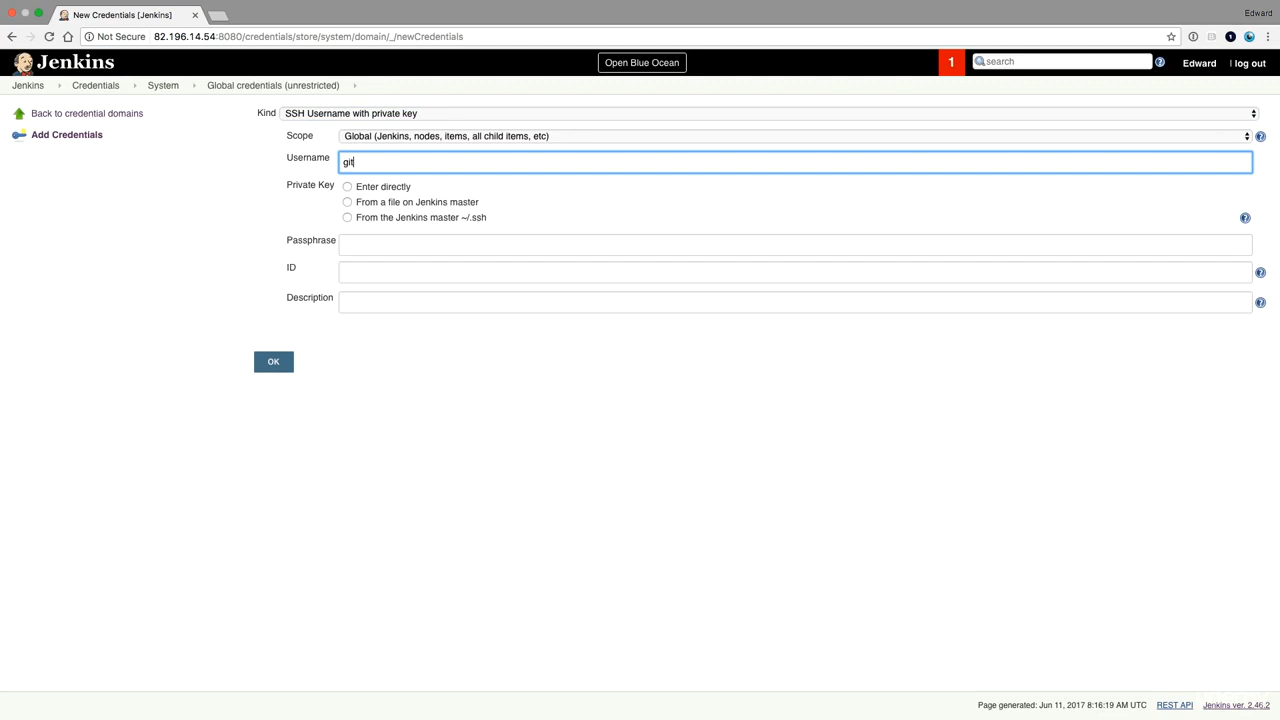 New Credentials [Jenkins]
Edward
Not Secure 82.196.14.54:8080/credentials/store/system/domain/_/newCredentials
Jenkins
Open Blue Ocean
1
search
Edward
log out
Jenkins
Credentials
System
Global credentials (unrestricted)
Back to credential domains
Add Credentials
Kind SSH Username with private key
Scope Global (Jenkins, nodes, items, all child items, etc)
Username git
Private Key Enter directly
From a file on Jenkins master
From the Jenkins master ~/.ssh
Passphrase
ID
Description
OK
Page generated: Jun 11, 2017 8:16:19 AM UTC REST API Jenkins ver. 2.46.2